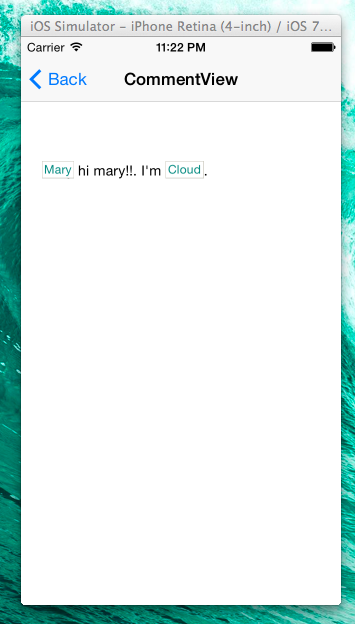 iOS Simulator - iPhone Retina (4-inch) / iOS 7...
Carrier 11:22 PM
Back CommentView
Mary hi mary!!. I'm Cloud.